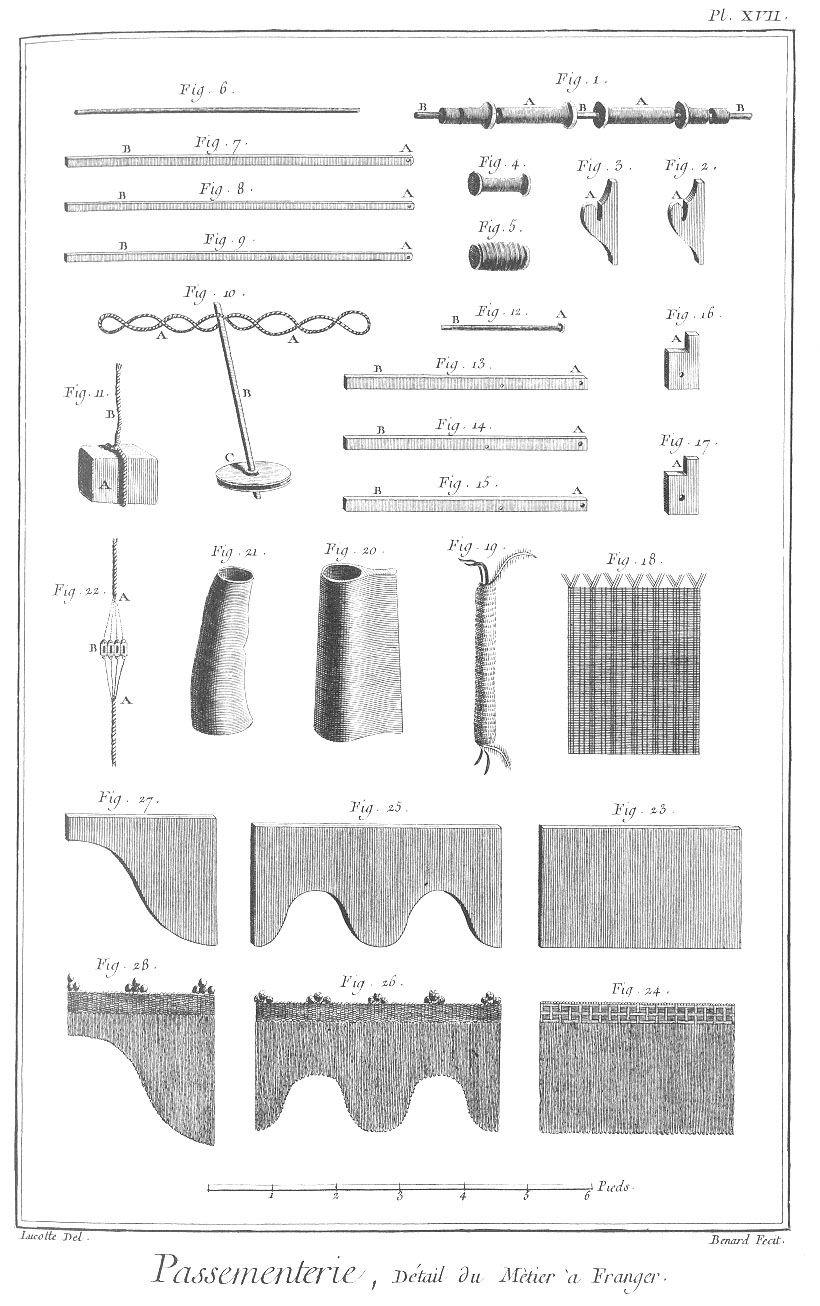 Pl. XVII.
Fig. 6.
Fig. 1.
B A B A B
Fig. 7.
B A
Fig. 4.
Fig. 3.
A
Fig. 2.
A
Fig. 8.
B A
Fig. 5.
Fig. 9.
B A
Fig. 10.
A A
B
C
Fig. 12.
B A
Fig. 16.
A
Fig. 11.
B
A
Fig. 13.
B A
Fig. 14.
B A
Fig. 17.
A
Fig. 15.
B A
Fig. 22.
A
B
A
Fig. 21.
Fig. 20.
Fig. 19.
Fig. 18.
Fig. 27.
Fig. 25.
Fig. 23.
Fig. 28.
Fig. 26.
Fig. 24.
1 2 3 4 5 6 Pieds.
Lucotte Del.
Benard Fecit.
Passementerie, Détail du Mètier a Franger.